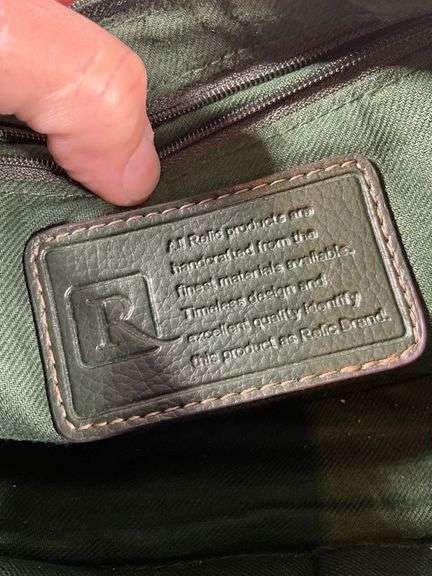 R
All Relic products are
handcrafted from the
finest materials available.
Timeless design and
excellent quality identity
this product as Relic Brand.